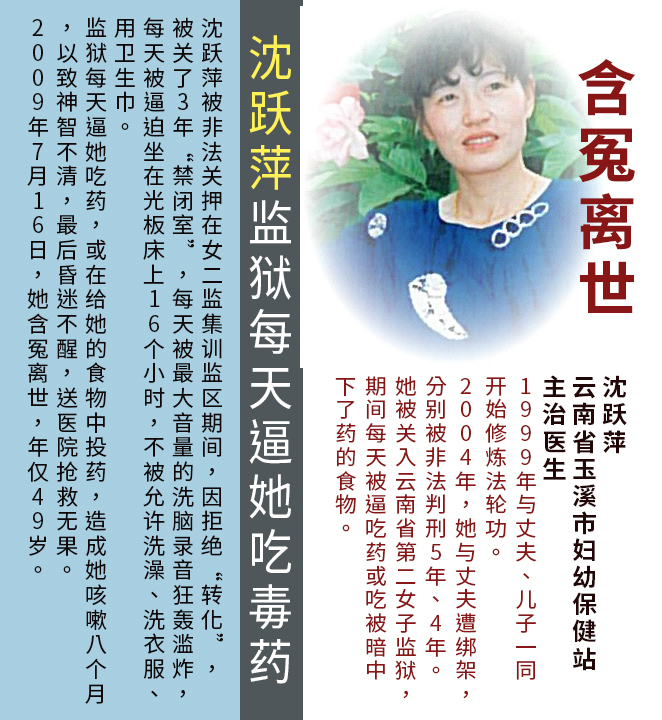 含冤离世
沈跃萍
云南省玉溪市妇幼保健站
主治医生
1999年与丈夫、儿子一同
开始修炼法轮功。
2004年，她与丈夫遭绑架，
分别被非法判刑5年、4年。
她被关入云南省第二女子监狱，
期间每天被逼吃药或吃被暗中
下了药的食物。
沈跃萍监狱每天逼她吃毒药
沈跃萍被非法关押在女二监集训监区期间，因拒绝“转化”，
被关了3年“禁闭室”，每天被最大音量的洗脑录音狂轰滥炸，
每天被逼迫坐在光板床上16个小时，不被允许洗澡、洗衣服、
用卫生巾。
监狱每天逼她吃药，或在给她的食物中投药，造成她咳嗽八个月
，以致神智不清，最后昏迷不醒，送医院抢救无果。
2009年7月16日，她含冤离世，年仅49岁。